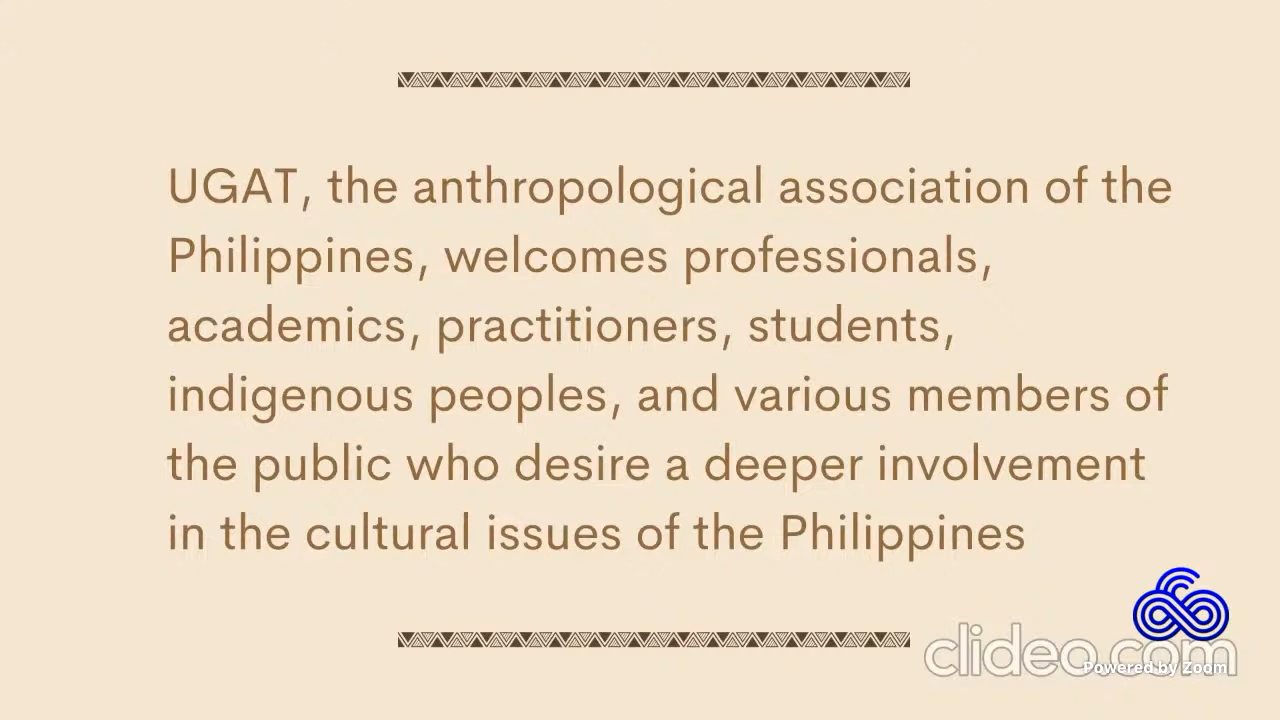 UGAT, the anthropological association of the
Philippines, welcomes professionals,
academics, practitioners, students,
indigenous peoples, and various members of
the public who desire a deeper involvement
in the cultural issues of the Philippines
clideo.com
Powered by Zoom